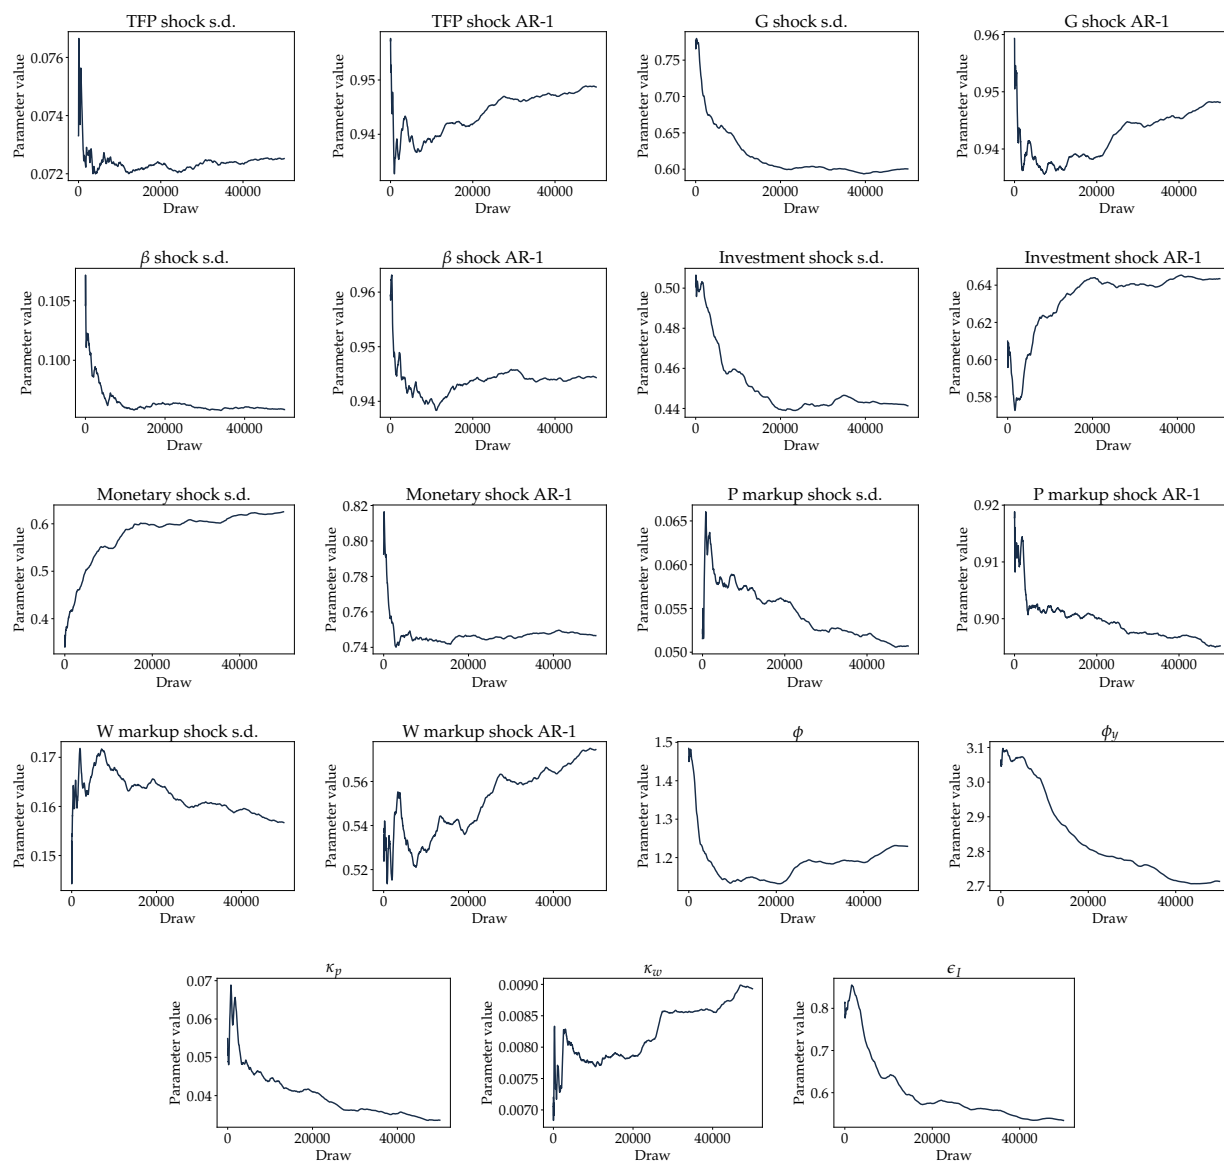 TFP shock s.d.
TFP shock AR-1
G shock s.d.
G shock AR-1
Parameter value
0.076
0.074
0.072
0 20000 40000
Draw
Parameter value
0.95
0.94
0 20000 40000
Draw
Parameter value
0.75
0.70
0.65
0.60
0 20000 40000
Draw
Parameter value
0.96
0.95
0.94
0 20000 40000
Draw
β shock s.d.
β shock AR-1
Investment shock s.d.
Investment shock AR-1
Parameter value
0.105
0.100
0 20000 40000
Draw
Parameter value
0.96
0.95
0.94
0 20000 40000
Draw
Parameter value
0.50
0.48
0.46
0.44
0 20000 40000
Draw
Parameter value
0.64
0.62
0.60
0.58
0 20000 40000
Draw
Monetary shock s.d.
Monetary shock AR-1
P markup shock s.d.
P markup shock AR-1
Parameter value
0.6
0.5
0.4
0 20000 40000
Draw
Parameter value
0.82
0.80
0.78
0.76
0.74
0 20000 40000
Draw
Parameter value
0.065
0.060
0.055
0.050
0 20000 40000
Draw
Parameter value
0.92
0.91
0.90
0 20000 40000
Draw
W markup shock s.d.
W markup shock AR-1
ϕ
ϕ_y
Parameter value
0.17
0.16
0.15
0 20000 40000
Draw
Parameter value
0.56
0.54
0.52
0 20000 40000
Draw
Parameter value
1.5
1.4
1.3
1.2
0 20000 40000
Draw
Parameter value
3.1
3.0
2.9
2.8
2.7
0 20000 40000
Draw
κ_p
κ_w
ϵ_I
Parameter value
0.07
0.06
0.05
0.04
0 20000 40000
Draw
Parameter value
0.0090
0.0085
0.0080
0.0075
0.0070
0 20000 40000
Draw
Parameter value
0.8
0.7
0.6
0 20000 40000
Draw